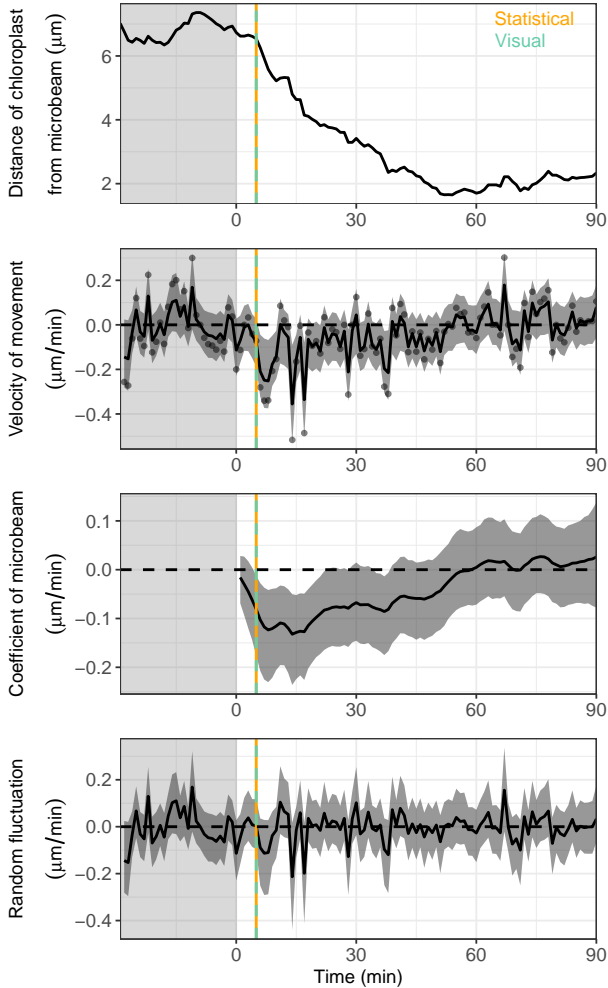 Statistical
Visual
Distance of chloroplast
from microbeam (μm)
6
4
2
0 30 60 90
Velocity of movement
(μm/min)
0.2
0.0
−0.2
−0.4
0 30 60 90
Coefficient of microbeam
(μm/min)
0.1
0.0
−0.1
−0.2
0 30 60 90
Random fluctuation
(μm/min)
0.2
0.0
−0.2
−0.4
0 30 60 90
Time (min)